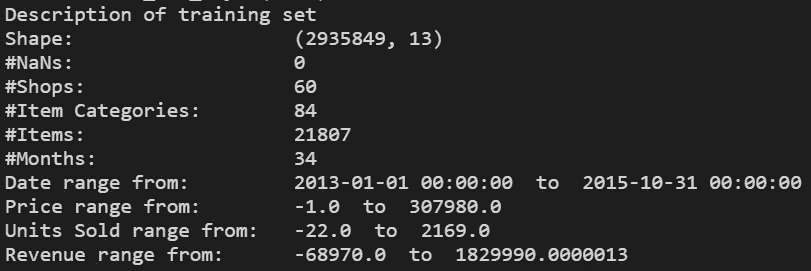 Description of training set
Shape: (2935849, 13)
#NaNs: 0
#Shops: 60
#Item Categories: 84
#Items: 21807
#Months: 34
Date range from: 2013-01-01 00:00:00 to 2015-10-31 00:00:00
Price range from: -1.0 to 307980.0
Units Sold range from: -22.0 to 2169.0
Revenue range from: -68970.0 to 1829990.0000013